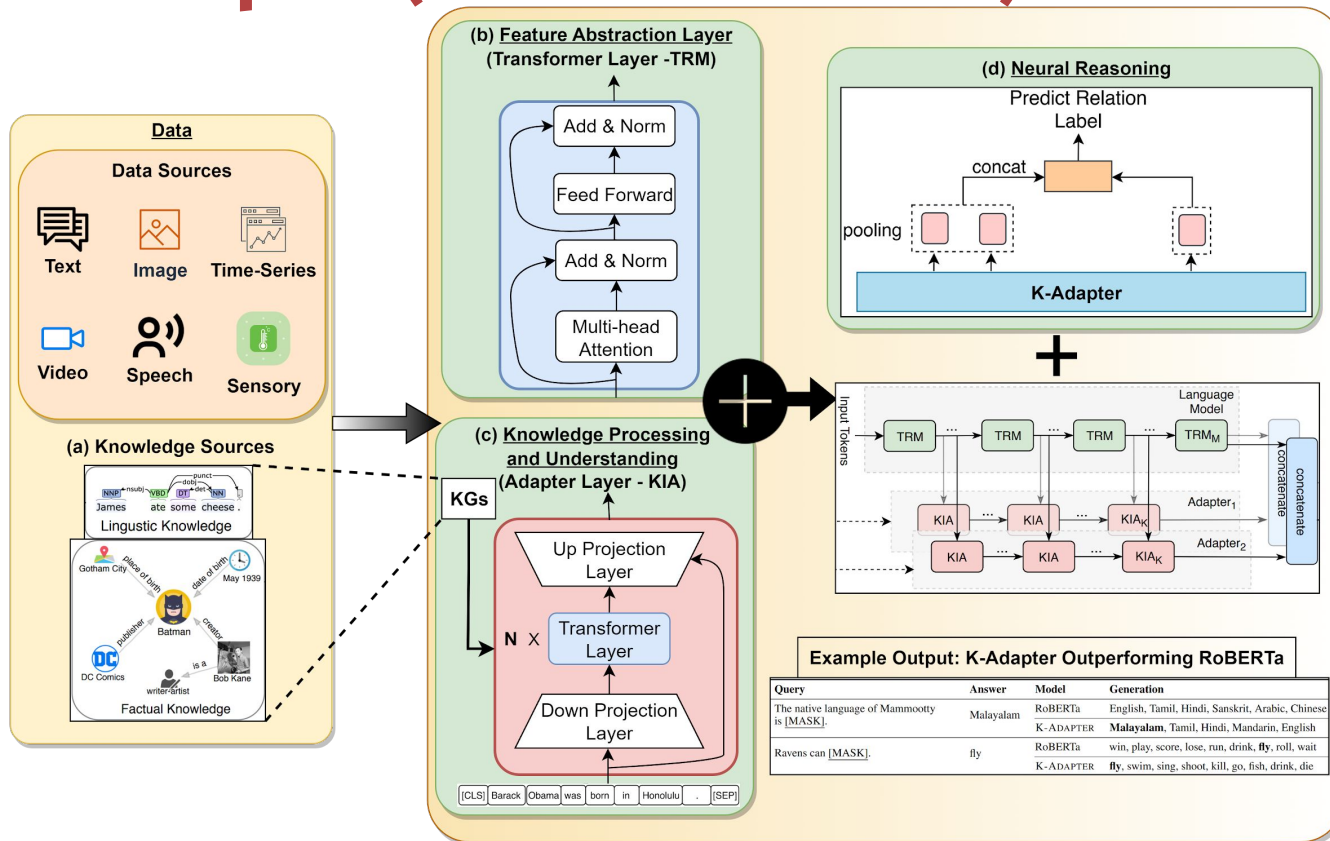 Data
Data Sources
Text
Image
Time-Series
Video
Speech
Sensory
(a) Knowledge Sources
punct
dobj
nsubj
det
NNP
VBD
DT
NN
James
ate
some
cheese
.
Lingustic Knowledge
Gotham City
place of birth
date of birth
May 1939
Batman
publisher
creator
DC
DC Comics
is a
Bob Kane
writer-artist
Factual Knowledge
(b) Feature Abstraction Layer
(Transformer Layer -TRM)
Add & Norm
Feed Forward
Add & Norm
Multi-head
Attention
(c) Knowledge Processing
and Understanding
(Adapter Layer - KIA)
KGs
Up Projection
Layer
N X
Transformer
Layer
Down Projection
Layer
[CLS] Barack Obama was born in Honolulu . [SEP]
(d) Neural Reasoning
Predict Relation
Label
concat
pooling
K-Adapter
Input Tokens
Language
Model
TRM
...
TRM
...
TRM
...
TRMM
concatenate
concatenate
Adapter1
KIA
...
KIA
...
KIAK
Adapter2
KIA
...
KIA
...
KIAK
Example Output: K-Adapter Outperforming RoBERTa
Query Answer Model Generation
The native language of Mammootty
is [MASK].
Malayalam
RoBERTa English, Tamil, Hindi, Sanskrit, Arabic, Chinese
K-ADAPTER Malayalam, Tamil, Hindi, Mandarin, English
Ravens can [MASK].
fly
RoBERTa win, play, score, lose, run, drink, fly, roll, wait
K-ADAPTER fly, swim, sing, shoot, kill, go, fish, drink, die